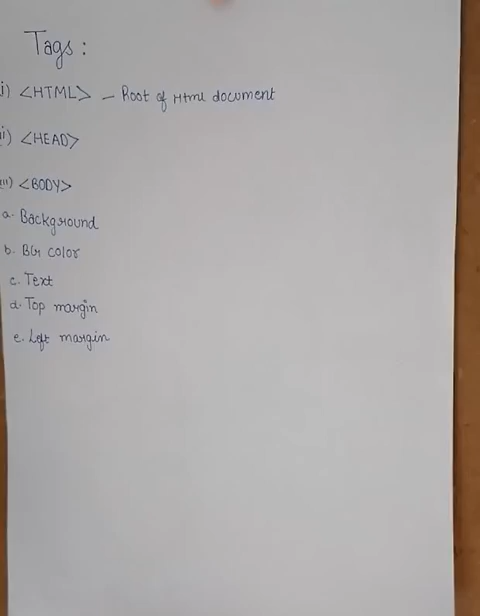 Tags :
i) <HTML> - Root of Html document
ii) <HEAD>
iii) <BODY>
a. Background
b. BG color
c. Text
d. Top margin
e. Left margin